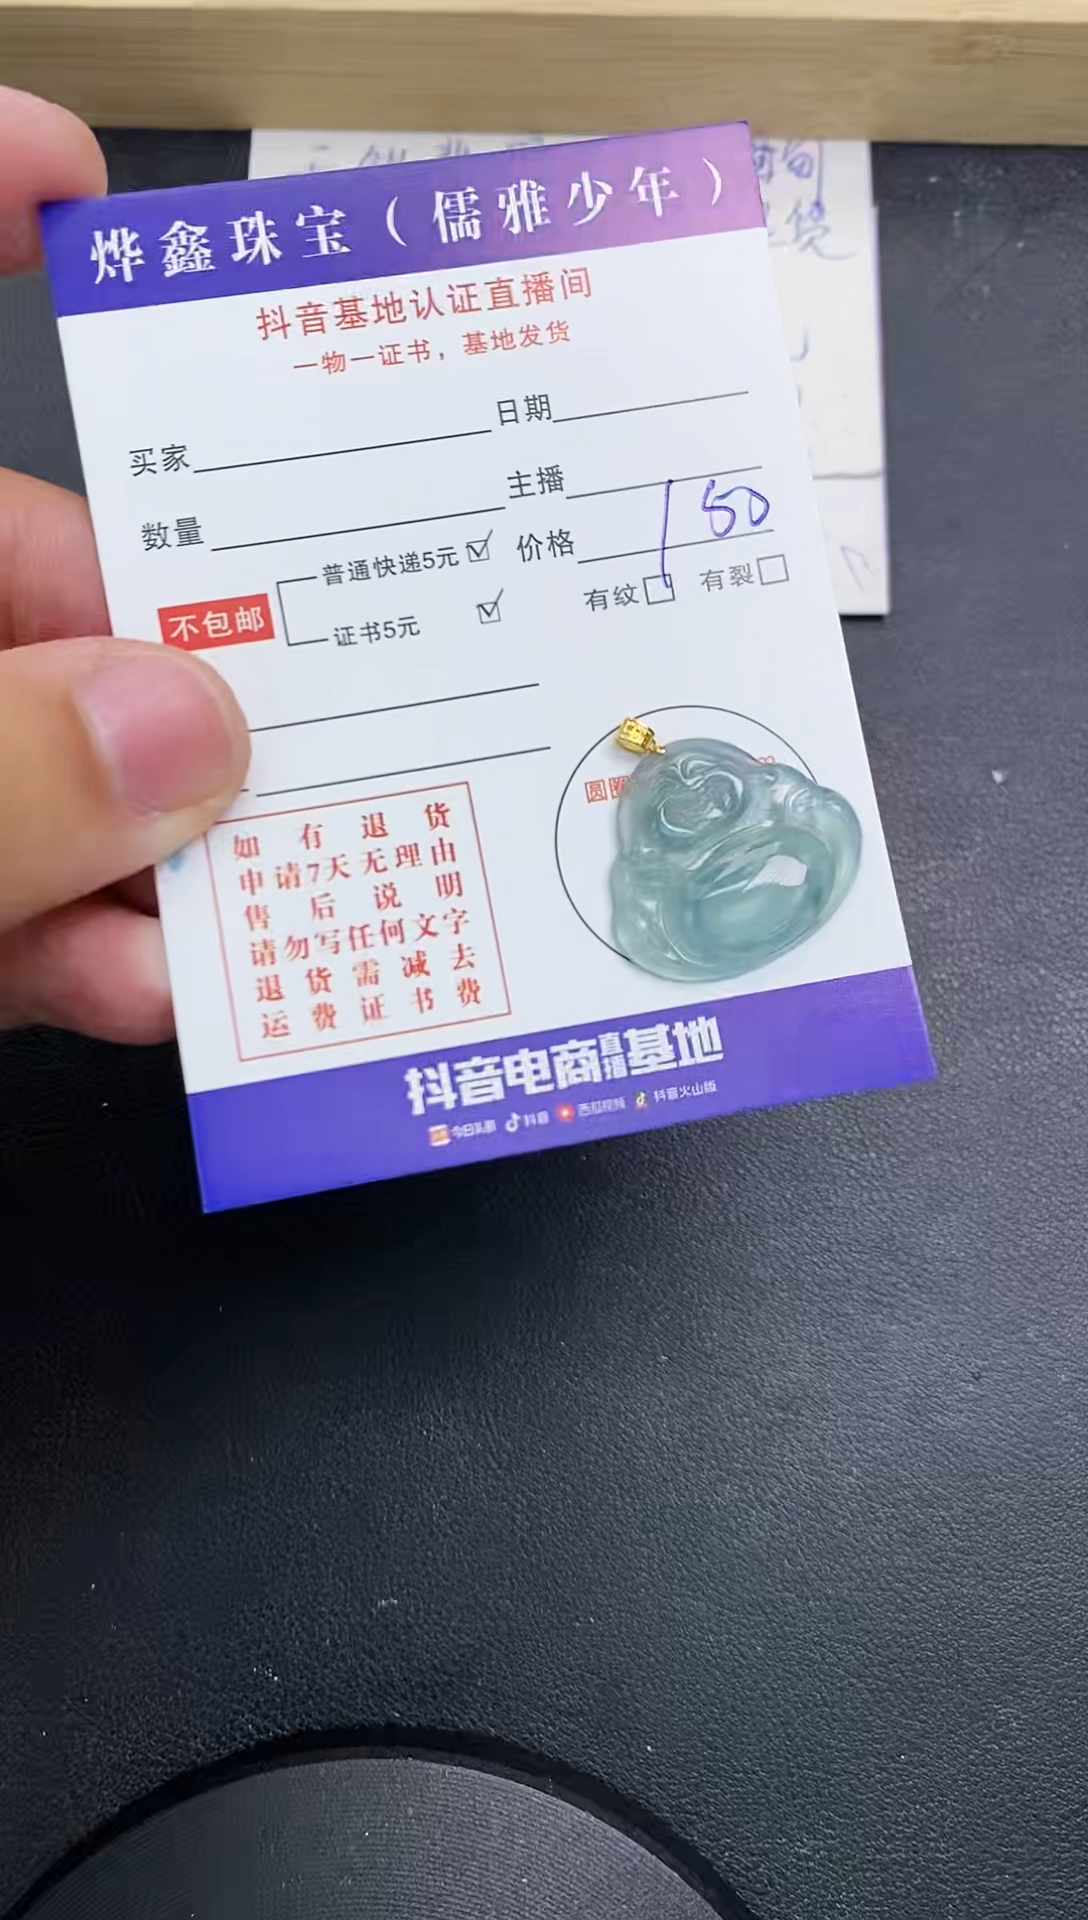 烨鑫珠宝（儒雅少年）
抖音基地认证直播间
一物一证书，基地发货
买家 日期
数量 主播
普通快递5元 ☑ 价格 150
不包邮
证书5元 ☑ 有纹 □ 有裂 □
圆圈
如有退货
申请7天无理由
售后说明
请勿写任何文字
退货需减去
运费证书费
抖音电商直播基地
今日头条 抖音 西瓜视频 抖音火山版